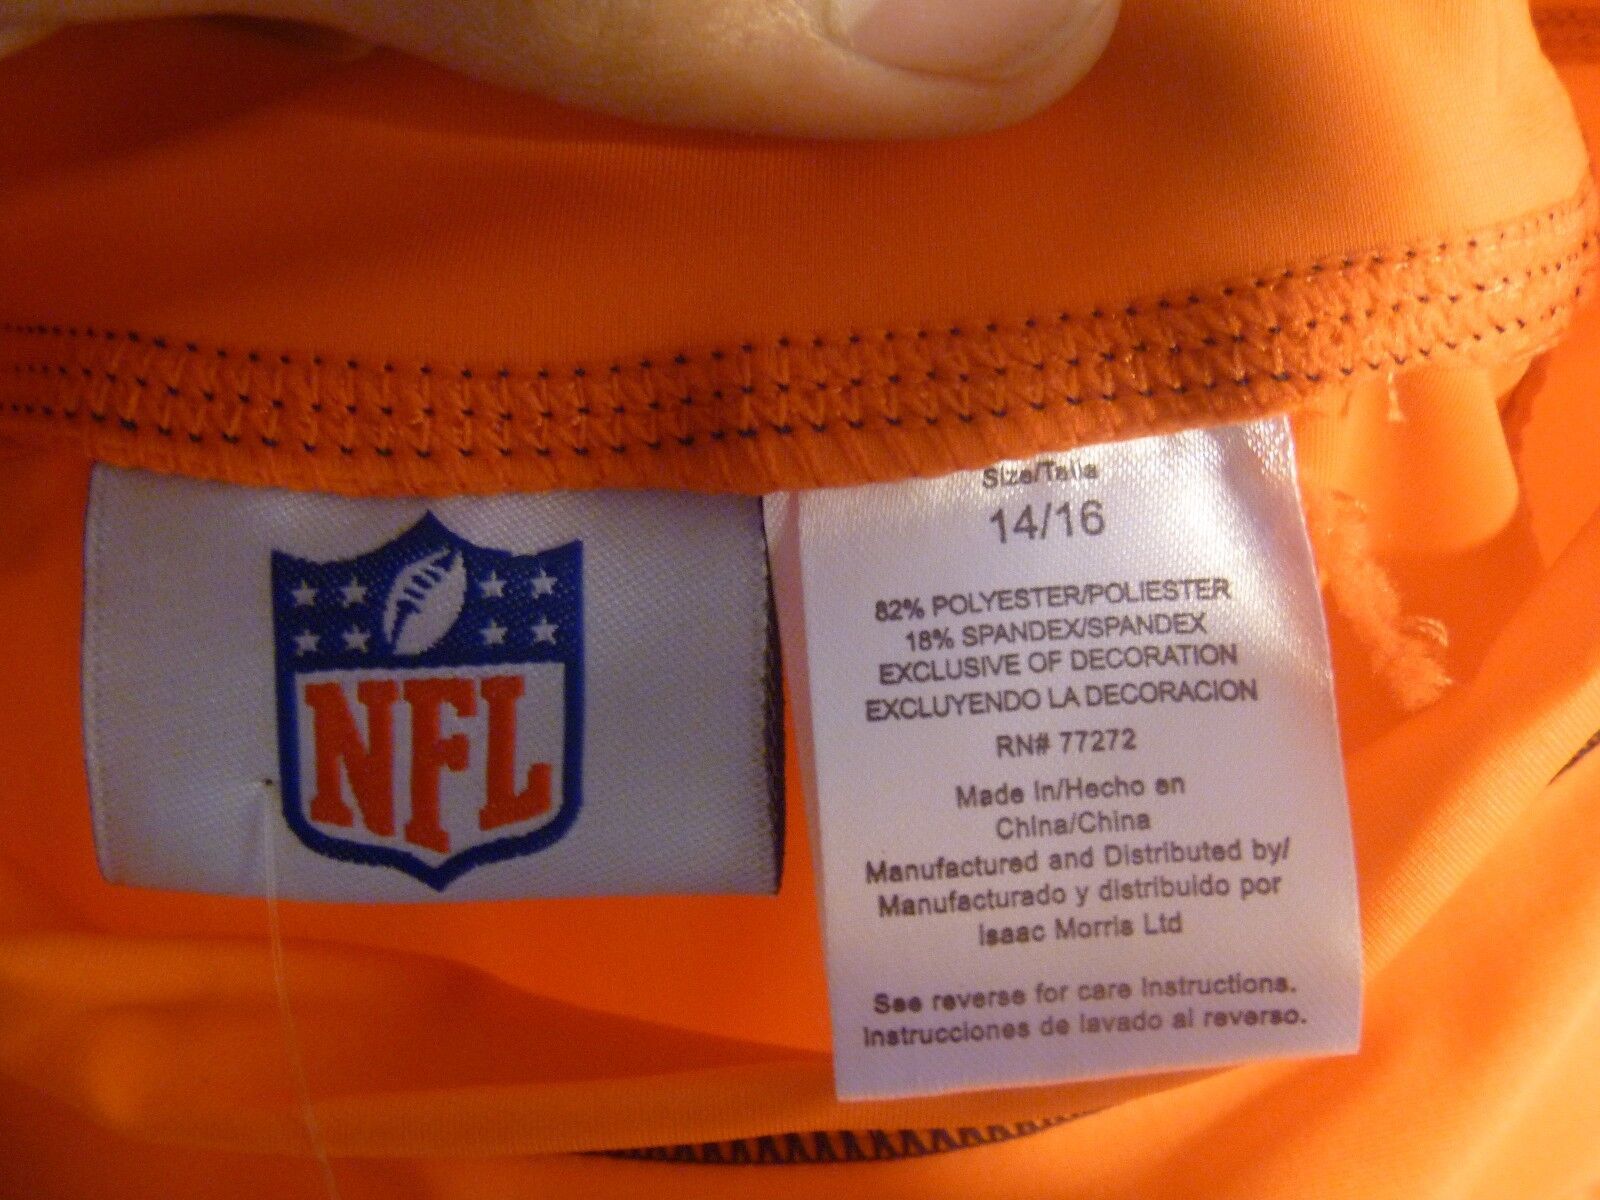 NFL
Size/Talla
14/16
82% POLYESTER/POLIESTER
18% SPANDEX/SPANDEX
EXCLUSIVE OF DECORATION
EXCLUYENDO LA DECORACION
RN# 77272
Made In/Hecho en
China/China
Manufactured and Distributed by/
Manufacturado y distribuido por
Isaac Morris Ltd
See reverse for care Instructions.
Instrucciones de lavado al reverso.